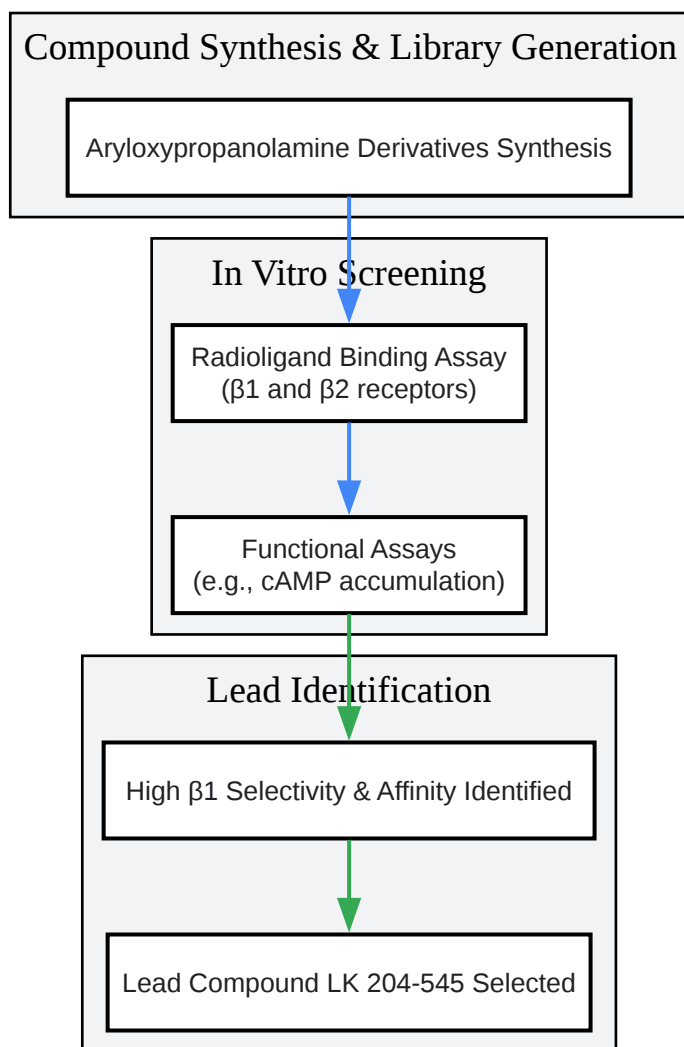 Compound Synthesis & Library Generation
Aryloxypropanolamine Derivatives Synthesis
In Vitro Screening
Radioligand Binding Assay
(β1 and β2 receptors)
Functional Assays
(e.g., cAMP accumulation)
Lead Identification
High β1 Selectivity & Affinity Identified
Lead Compound LK 204-545 Selected